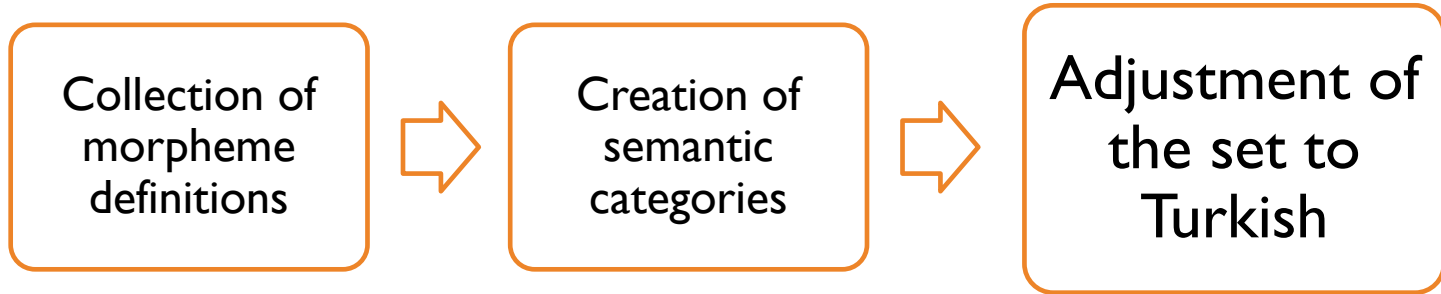 Collection of
morpheme
definitions
Creation of
semantic
categories
Adjustment of
the set to
Turkish